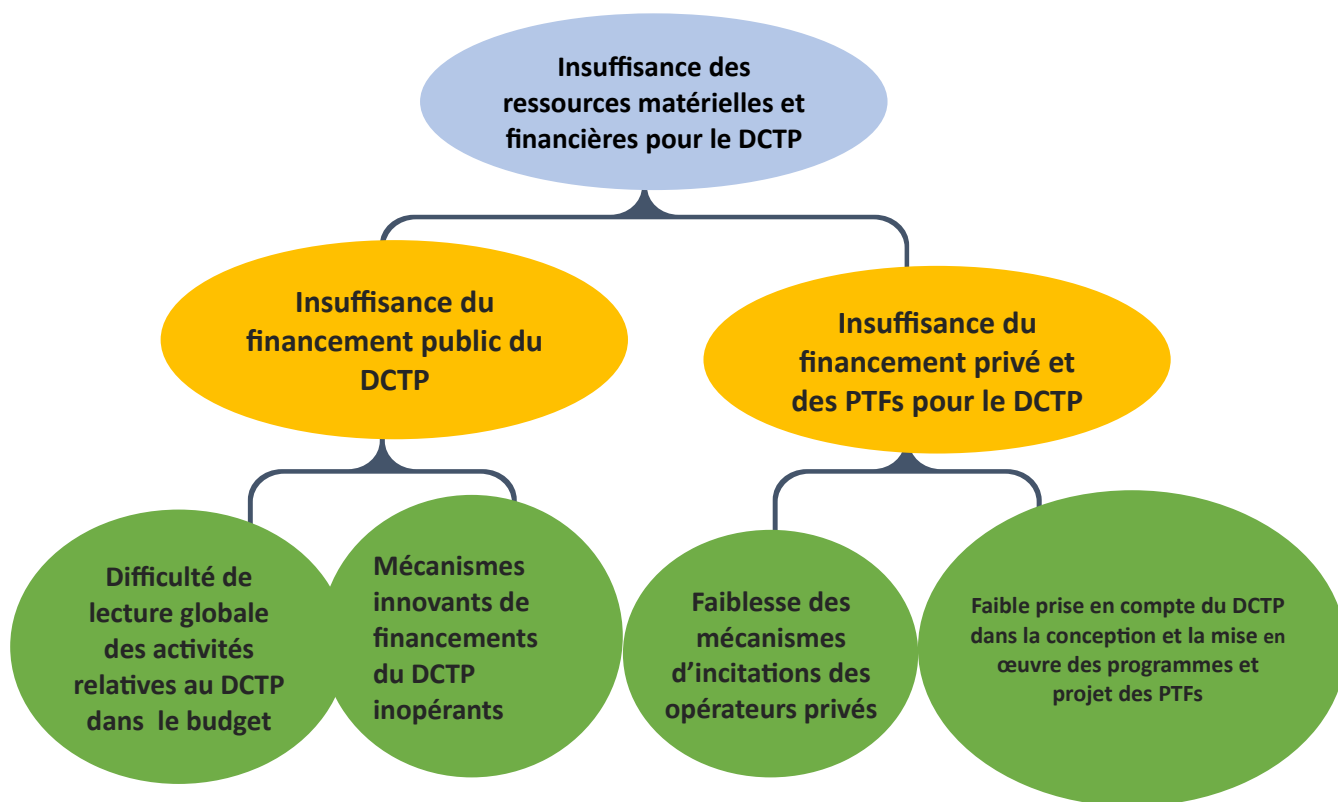 Insuffisance des
ressources matérielles et
financières pour le DCTP
Insuffisance du
financement public du
DCTP
Insuffisance du
financement privé et
des PTFs pour le DCTP
Difficulté de
lecture globale
des activités
relatives au DCTP
dans le budget
Mécanismes
innovants de
financements
du DCTP
inopérants
Faiblesse des
mécanismes
d’incitations des
opérateurs privés
Faible prise en compte du DCTP
dans la conception et la mise en
œuvre des programmes et
projet des PTFs